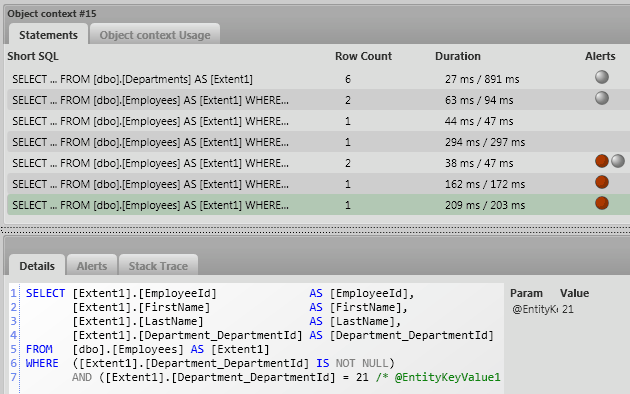 Object context #15
Statements Object context Usage
Short SQL Row Count Duration Alerts
SELECT ... FROM [dbo].[Departments] AS [Extent1] 6 27 ms / 891 ms
SELECT ... FROM [dbo].[Employees] AS [Extent1] WHERE... 2 63 ms / 94 ms
SELECT ... FROM [dbo].[Employees] AS [Extent1] WHERE... 1 44 ms / 47 ms
SELECT ... FROM [dbo].[Employees] AS [Extent1] WHERE... 1 294 ms / 297 ms
SELECT ... FROM [dbo].[Employees] AS [Extent1] WHERE... 2 38 ms / 47 ms
SELECT ... FROM [dbo].[Employees] AS [Extent1] WHERE... 1 162 ms / 172 ms
SELECT ... FROM [dbo].[Employees] AS [Extent1] WHERE... 1 209 ms / 203 ms
Details Alerts Stack Trace
1 SELECT [Extent1].[EmployeeId] AS [EmployeeId], Param Value
2 [Extent1].[FirstName] AS [FirstName], @EntityKe 21
3 [Extent1].[LastName] AS [LastName],
4 [Extent1].[Department_DepartmentId] AS [Department_DepartmentId]
5 FROM [dbo].[Employees] AS [Extent1]
6 WHERE ([Extent1].[Department_DepartmentId] IS NOT NULL)
7 AND ([Extent1].[Department_DepartmentId] = 21 /* @EntityKeyValue1